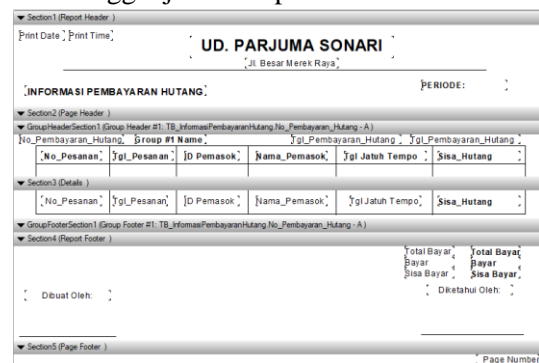 Section1 (Report Header )
Print Date Print Time
UD. PARJUMA SONARI
Jl. Besar Merek Raya
PERIODE:
INFORMASI PEMBAYARAN HUTANG
Section2 (Page Header )
GroupHeaderSection1 (Group Header #1: TB_InformasiPembayaranHutang.No_Pembayaran_Hutang - A )
No_Pembayaran_Hutang Group #1 Name Tgl_Pembayaran_Hutang Tgl_Pembayaran_Hutang
No_Pesanan Tgl_Pesanan ID Pemasok Nama_Pemasok Tgl Jatuh Tempo Sisa_Hutang
Section3 (Details )
No_Pesanan Tgl_Pesanan ID Pemasok Nama_Pemasok Tgl Jatuh Tempo Sisa_Hutang
GroupFooterSection1 (Group Footer #1: TB_InformasiPembayaranHutang.No_Pembayaran_Hutang - A )
Section4 (Report Footer )
Total Bayar Total Bayar
Bayar Bayar
Sisa Bayar Sisa Bayar
Dibuat Oleh: Diketahui Oleh:
Section5 (Page Footer )
Page Number